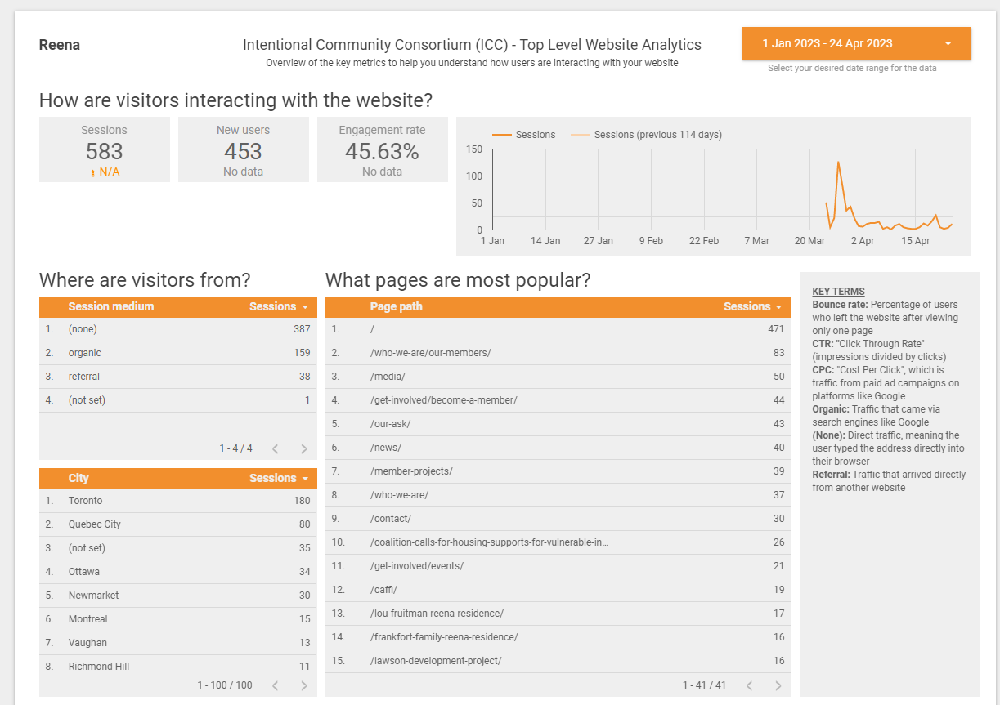 Reena
Intentional Community Consortium (ICC) - Top Level Website Analytics
Overview of the key metrics to help you understand how users are interacting with your website
1 Jan 2023 - 24 Apr 2023
Select your desired date range for the data
How are visitors interacting with the website?
Sessions
583
N/A
New users
453
No data
Engagement rate
45.63%
No data
Sessions
Sessions (previous 114 days)
150
100
50
0
1 Jan 14 Jan 27 Jan 9 Feb 22 Feb 7 Mar 20 Mar 2 Apr 15 Apr
Where are visitors from?
Session medium Sessions
1. (none) 387
2. organic 159
3. referral 38
4. (not set) 1
1 - 4 / 4
City Sessions
1. Toronto 180
2. Quebec City 80
3. (not set) 35
4. Ottawa 34
5. Newmarket 30
6. Montreal 15
7. Vaughan 13
8. Richmond Hill 11
1 - 100 / 100
What pages are most popular?
Page path Sessions
1. / 471
2. /who-we-are/our-members/ 83
3. /media/ 50
4. /get-involved/become-a-member/ 44
5. /our-ask/ 43
6. /news/ 40
7. /member-projects/ 39
8. /who-we-are/ 37
9. /contact/ 30
10. /coalition-calls-for-housing-supports-for-vulnerable-in... 26
11. /get-involved/events/ 21
12. /caffi/ 19
13. /lou-fruitman-reena-residence/ 17
14. /frankfort-family-reena-residence/ 16
15. /lawson-development-project/ 16
1 - 41 / 41
KEY TERMS
Bounce rate: Percentage of users
who left the website after viewing
only one page
CTR: "Click Through Rate"
(impressions divided by clicks)
CPC: "Cost Per Click", which is
traffic from paid ad campaigns on
platforms like Google
Organic: Traffic that came via
search engines like Google
(None): Direct traffic, meaning the
user typed the address directly into
their browser
Referral: Traffic that arrived directly
from another website